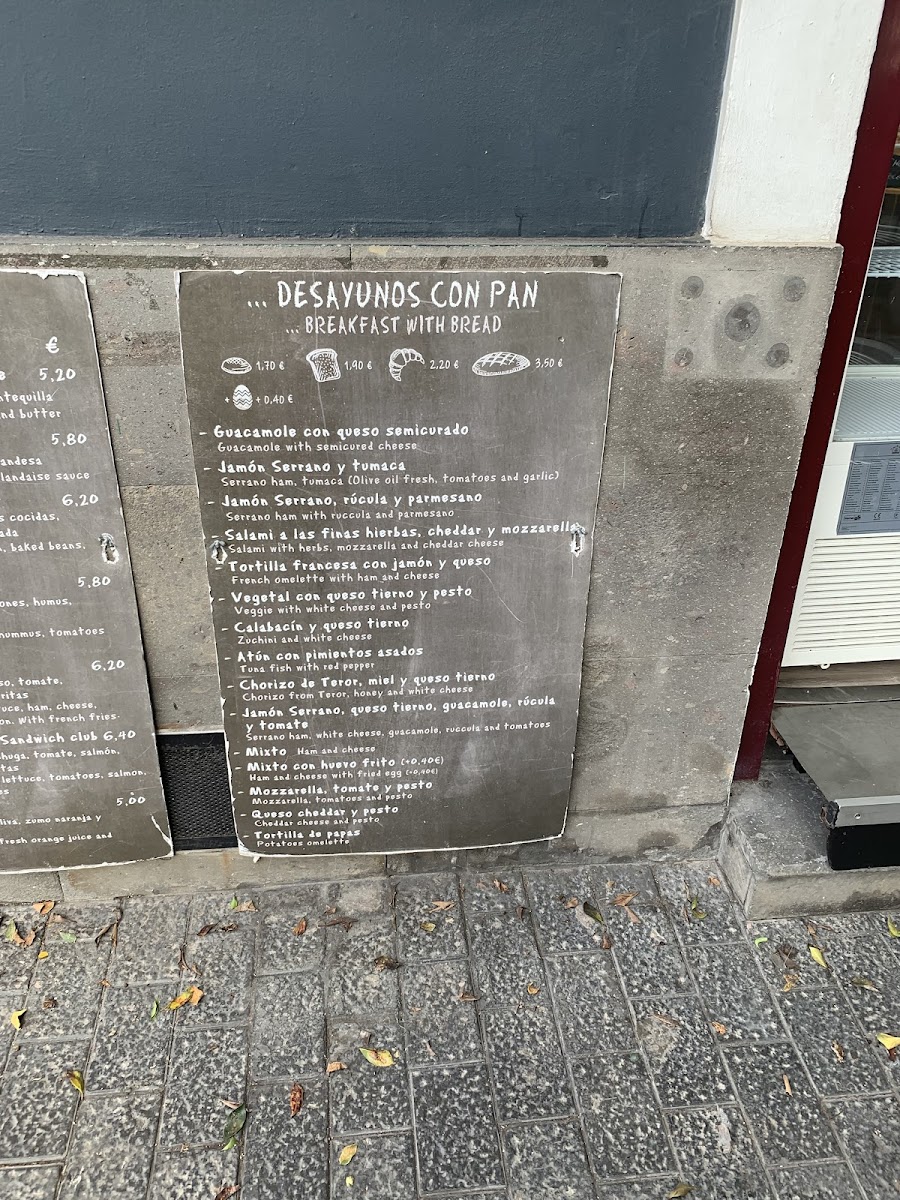 €
5,20
ntequilla
nd butter
5,80
andesa
landaise sauce
6,20
s cocidas,
ada
, baked beans,
5,80
ones, humus,
hummus, tomatoes
6,20
so, tomate,
ritas
uce, ham, cheese,
on. With french fries.
Sandwich club 6,40
huga, tomate, salmón,
tas
lettuce, tomatoes, salmon,
es
5,00
liva, zumo naranja y
fresh orange juice and
... DESAYUNOS CON PAN
... BREAKFAST WITH BREAD
1,70 € 1,90 € 2,20 € 3,50 €
+ + 0,40 €
- Guacamole con queso semicurado
Guacamole with semicured cheese
- Jamón Serrano y tumaca
Serrano ham, tumaca (Olive oil fresh, tomatoes and garlic)
- Jamón Serrano, rúcula y parmesano
Serrano ham with ruccula and parmesano
- Salami a las finas hierbas, cheddar y mozzarella
Salami with herbs, mozzarella and cheddar cheese
- Tortilla francesa con jamón y queso
French omelette with ham and cheese
- Vegetal con queso tierno y pesto
Veggie with white cheese and pesto
- Calabacín y queso tierno
Zuchini and white cheese
- Atún con pimientos asados
Tuna fish with red pepper
- Chorizo de Teror, miel y queso tierno
Chorizo from Teror, honey and white cheese
- Jamón Serrano, queso tierno, guacamole, rúcula
y tomate
Serrano ham, white cheese, guacamole, ruccula and tomatoes
- Mixto Ham and cheese
- Mixto con huevo frito (+0,40€)
Ham and cheese with fried egg (+0,40€)
- Mozzarella, tomate y pesto
Mozzarella, tomatoes and pesto
- Queso cheddar y pesto
Cheddar cheese and pesto
- Tortilla de papas
Potatoes omelette